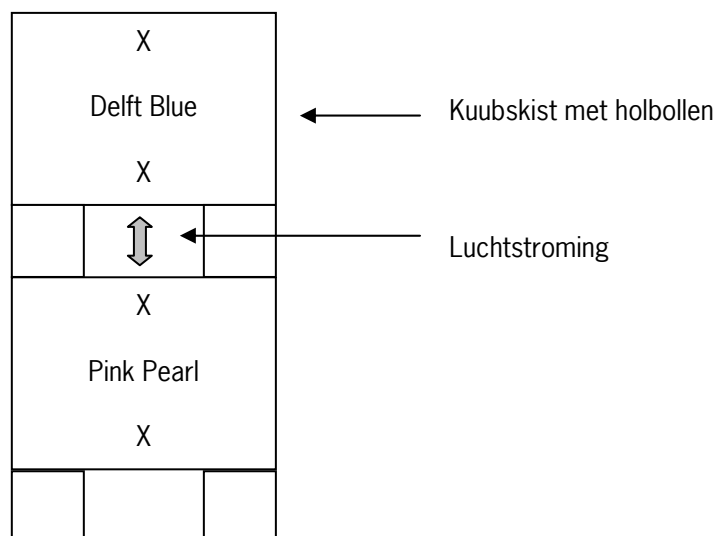 X
Delft Blue
Kuubskist met holbollen
X
Luchtstroming
X
Pink Pearl
X